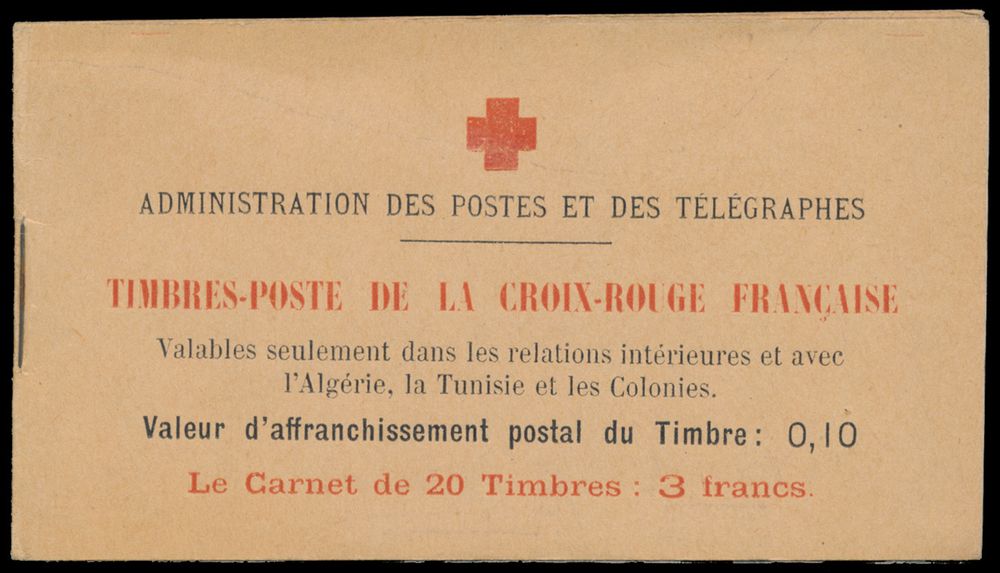 ADMINISTRATION DES POSTES ET DES TÉLÉGRAPHES
TIMBRES-POSTE DE LA CROIX-ROUGE FRANÇAISE
Valables seulement dans les relations intérieures et avec
l'Algérie, la Tunisie et les Colonies.
Valeur d'affranchissement postal du Timbre: 0,10
Le Carnet de 20 Timbres : 3 francs.